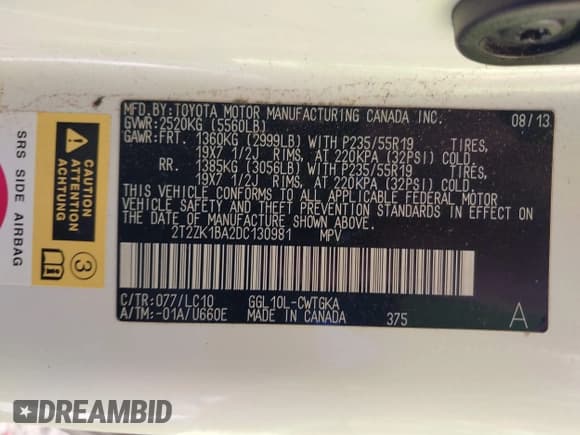 MFD.BY:TOYOTA MOTOR MANUFACTURING CANADA INC. 08/13
GVWR:2520KG (5560LB)
GAWR:FRT. 1360KG (2999LB) WITH P235/55R19 TIRES,
19X7 1/2J RIMS, AT 220KPA (32PSI) COLD.
RR. 1385KG (3056LB) WITH P235/55R19 TIRES,
19X7 1/2J RIMS, AT 220KPA (32PSI) COLD.
THIS VEHICLE CONFORMS TO ALL APPLICABLE FEDERAL MOTOR
VEHICLE SAFETY AND THEFT PREVENTION STANDARDS IN EFFECT ON
THE DATE OF MANUFACTURE SHOWN ABOVE.
2T2ZK1BA2DC130981 MPV
C/TR:077/LC10 GGL10L-CWTGKA
A/TM:-01A/U660E MADE IN CANADA 375 A
SRS SIDE AIRBAG
CAUTION
ATTENTION
ACHTUNG
3
DREAMBID